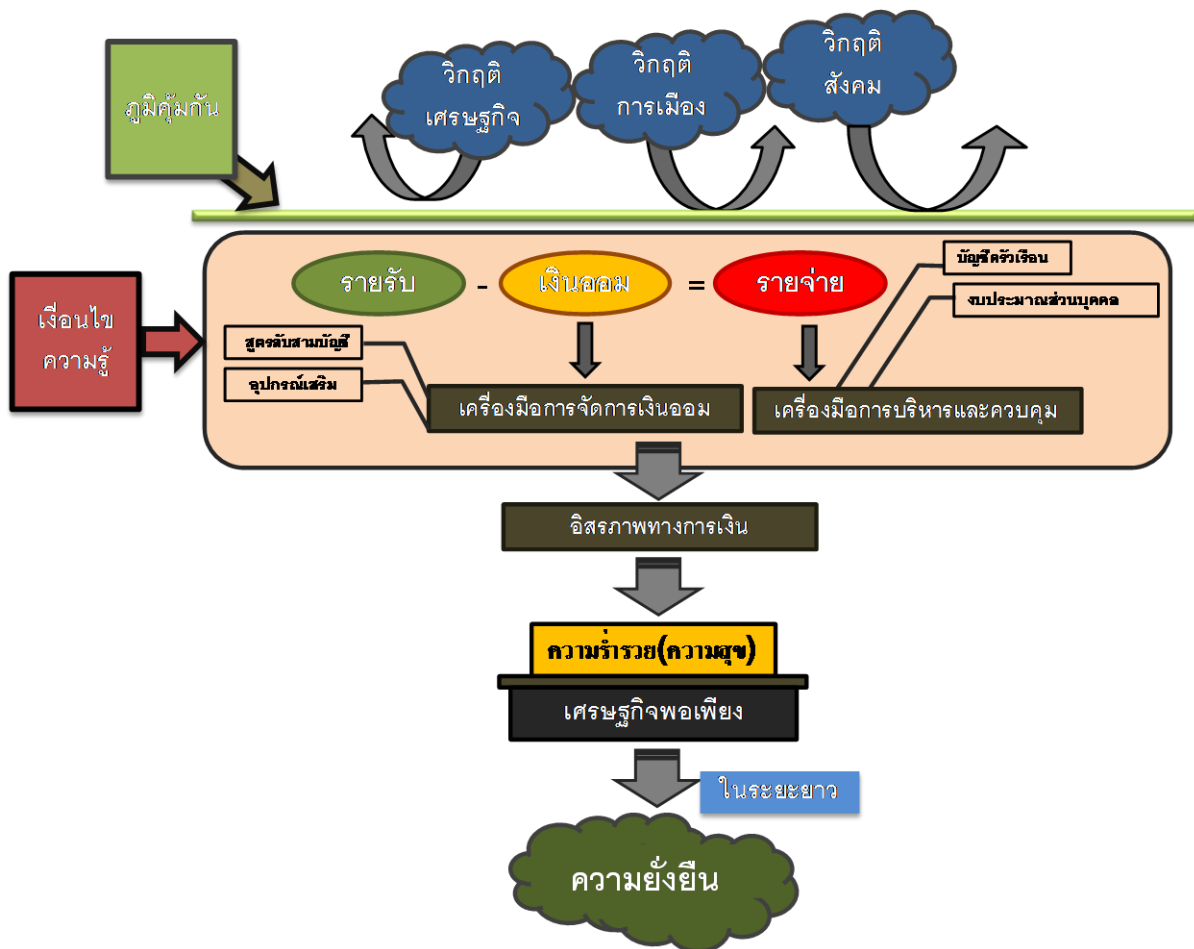 ภูมิคุ้มกัน
วิกฤติ
เศรษฐกิจ
วิกฤติ
การเมือง
วิกฤติ
สังคม
เงื่อนไข
ความรู้
รายรับ - เงินออม = รายจ่าย
บัญชีครัวเรือน
งบประมาณส่วนบุคคล
สูตรลับสามบัญชี
อุปกรณ์เสริม
เครื่องมือการจัดการเงินออม
เครื่องมือการบริหารและควบคุม
อิสรภาพทางการเงิน
ความร่ำรวย(ความสุข)
เศรษฐกิจพอเพียง
ในระยะยาว
ความยั่งยืน